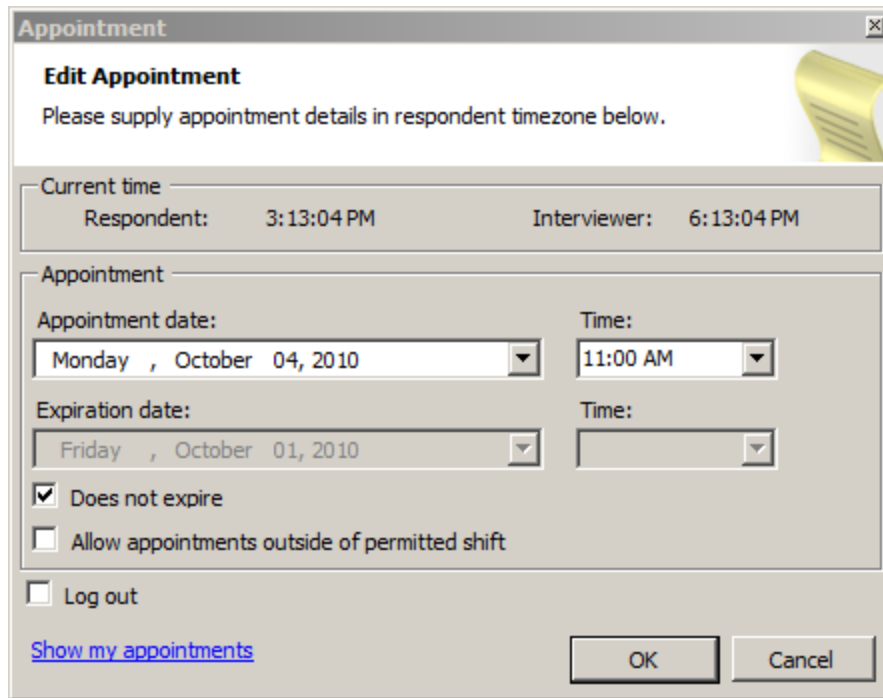 Appointment
Edit Appointment
Please supply appointment details in respondent timezone below.
Current time
Respondent: 3:13:04 PM Interviewer: 6:13:04 PM
Appointment
Appointment date: Time:
Monday , October 04, 2010 11:00 AM
Expiration date: Time:
Friday , October 01, 2010
Does not expire
Allow appointments outside of permitted shift
Log out
Show my appointments OK Cancel